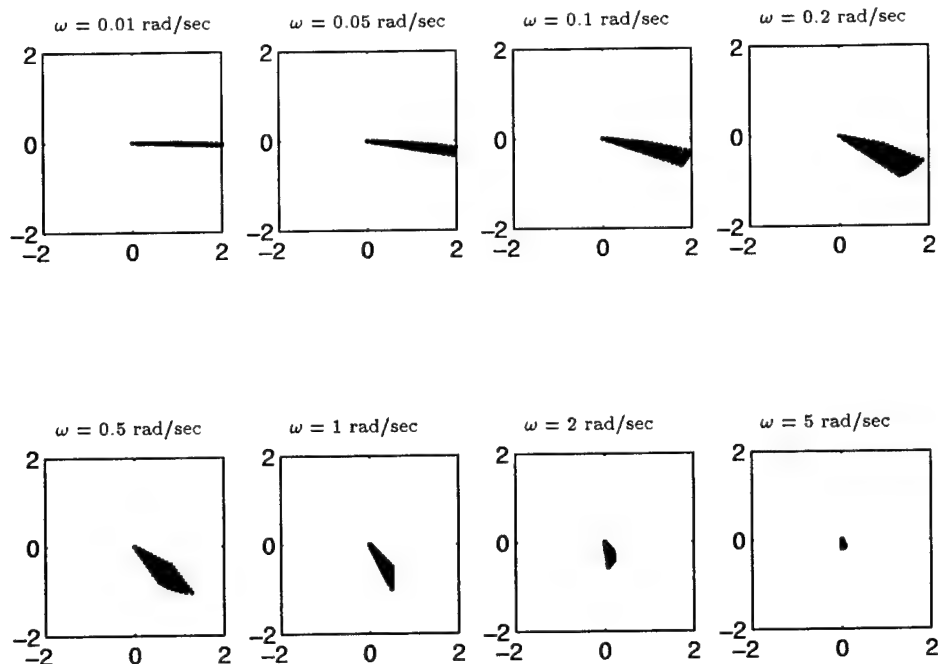 ω = 0.01 rad/sec ω = 0.05 rad/sec ω = 0.1 rad/sec ω = 0.2 rad/sec
2 2 2 2
0 0 0 0
−2 −2 −2 −2
−2 0 2 −2 0 2 −2 0 2 −2 0 2
ω = 0.5 rad/sec ω = 1 rad/sec ω = 2 rad/sec ω = 5 rad/sec
2 2 2 2
0 0 0 0
−2 −2 −2 −2
−2 0 2 −2 0 2 −2 0 2 −2 0 2